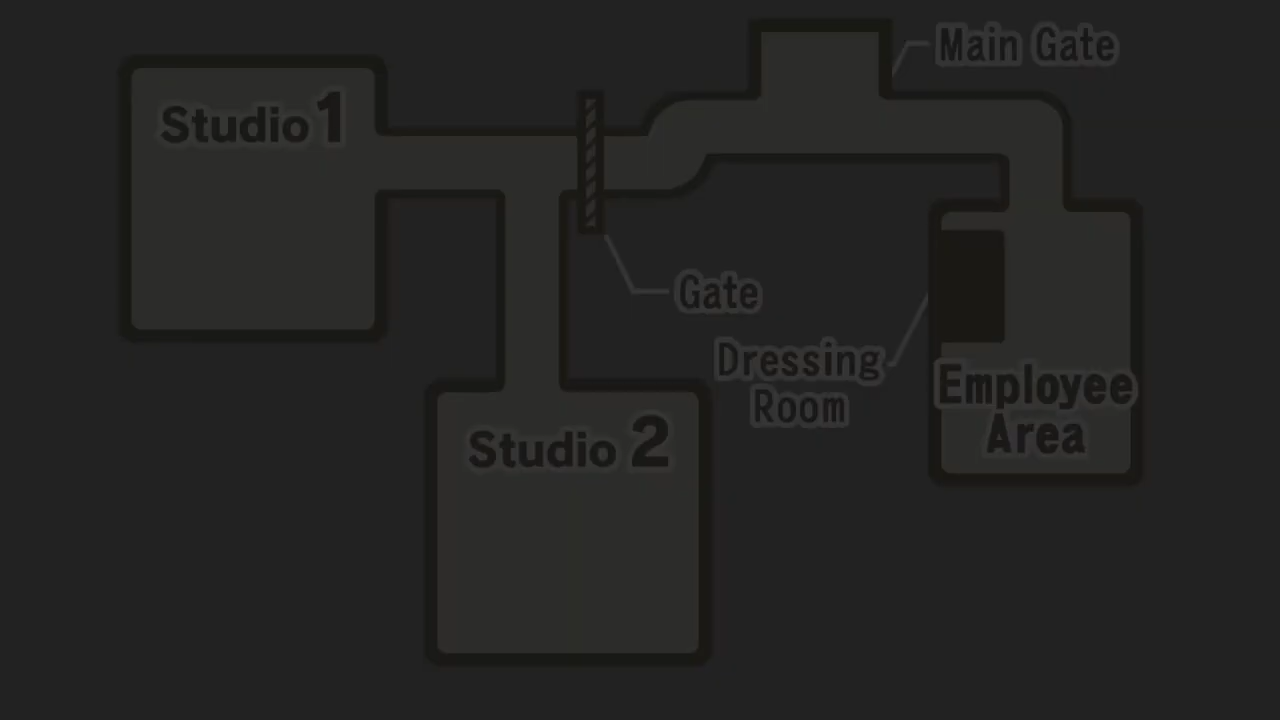 Main Gate
Studio 1
Gate
Dressing
Room
Employee
Area
Studio 2